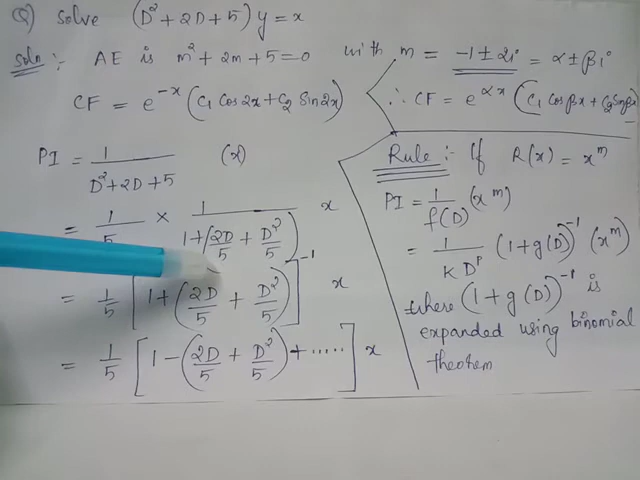 Q) Solve (D² + 2D + 5) y = x
Soln :- AE is m² + 2m + 5 = 0 with m = -1 ± 2i = α ± βi
CF = e^-x (C1 Cos 2x + C2 Sin 2x)
∴ CF = e^αx (C1 Cos βx + C2 Sin βx)
PI = 1/(D² + 2D + 5) (x)
= 1/5 × 1/(1 + (2D/5 + D²/5)) x
= 1/5 [1 + (2D/5 + D²/5)]^-1 x
= 1/5 [1 - (2D/5 + D²/5) + .....] x
Rule :- If R(x) = x^m
PI = 1/f(D) (x^m)
= 1/(K D^p) (1 + g(D))^-1 (x^m)
where (1 + g(D))^-1 is
expanded using binomial
theorem